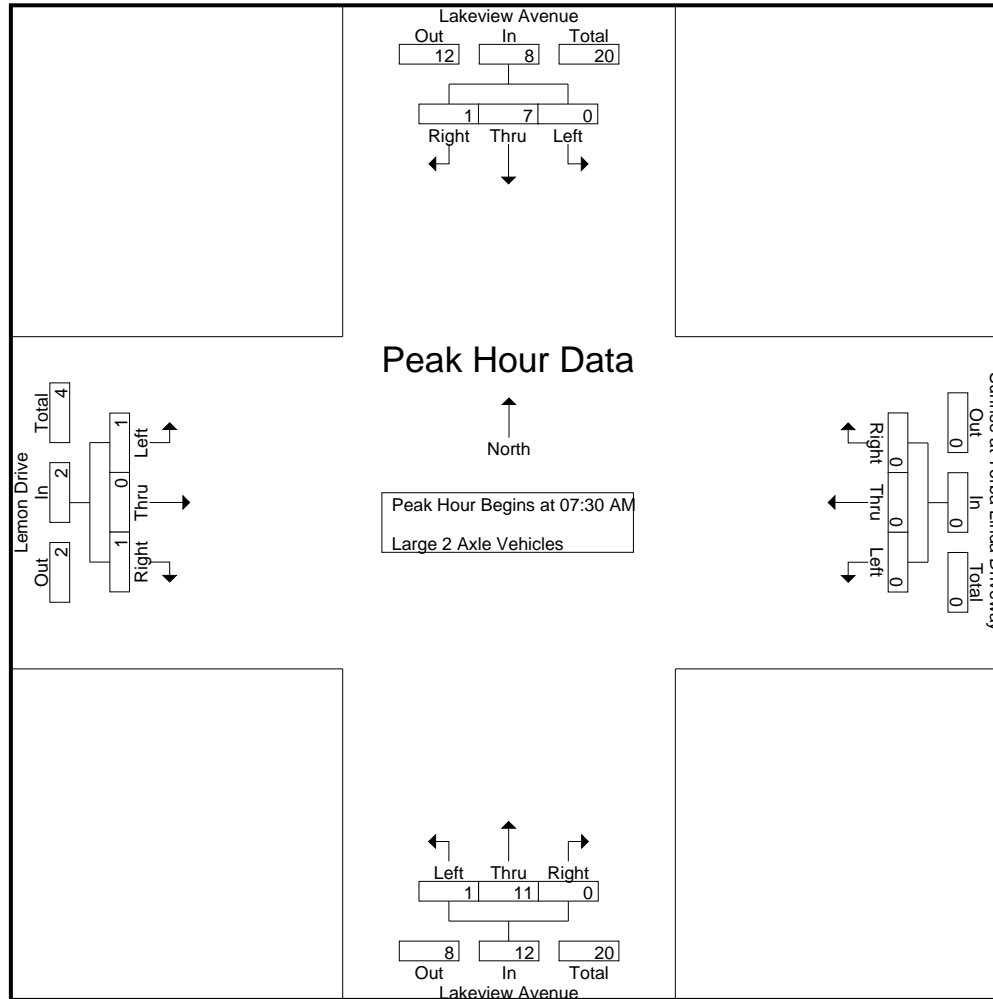 Lakeview Avenue
Out In Total
12 8 20
1 7 0
Right Thru Left
Peak Hour Data
North
Peak Hour Begins at 07:30 AM
Large 2 Axle Vehicles
Lemon Drive
Out In Total
2 2 4
1 0 1
Left Thru Right
Out In Total
0 0 0
0 0 0
Right Thru Left
Left Thru Right
1 11 0
8 12 20
Out In Total
Lakeview Avenue